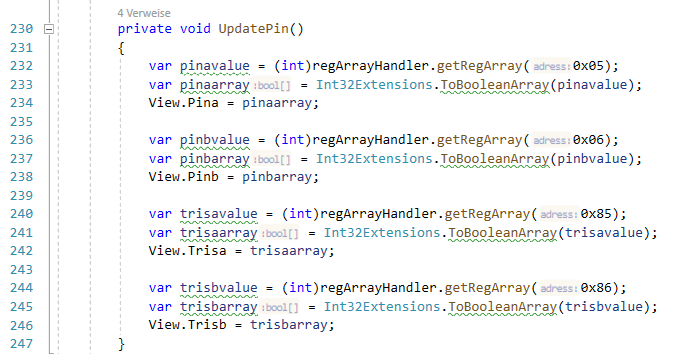 4 Verweise
230 private void UpdatePin()
231 {
232 var pinavalue = (int)regArrayHandler.getRegArray(adress:0x05);
233 var pinaarray:bool[] = Int32Extensions.ToBooleanArray(pinavalue);
234 View.Pina = pinaarray;
235
236 var pinbvalue = (int)regArrayHandler.getRegArray(adress:0x06);
237 var pinbarray:bool[] = Int32Extensions.ToBooleanArray(pinbvalue);
238 View.Pinb = pinbarray;
239
240 var trisavalue = (int)regArrayHandler.getRegArray(adress:0x85);
241 var trisaarray:bool[] = Int32Extensions.ToBooleanArray(trisavalue);
242 View.Trisa = trisaarray;
243
244 var trisbvalue = (int)regArrayHandler.getRegArray(adress:0x86);
245 var trisbarray:bool[] = Int32Extensions.ToBooleanArray(trisbvalue);
246 View.Trisb = trisbarray;
247 }